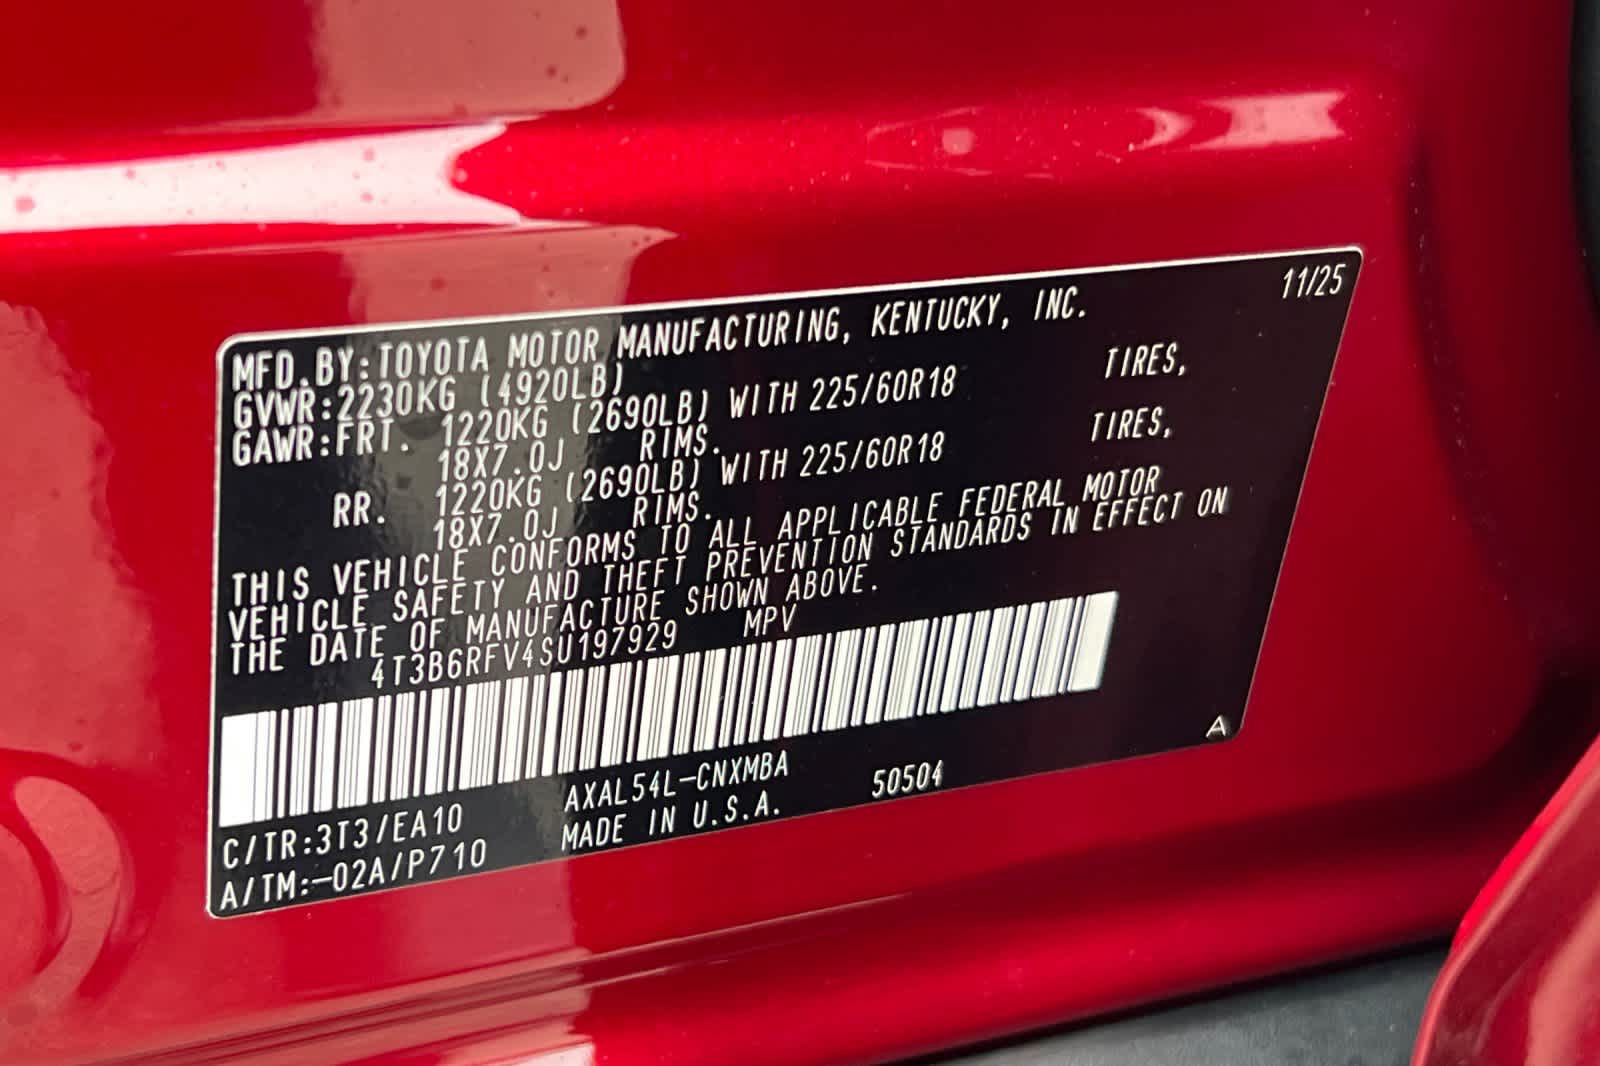 11/25
MFD.BY:TOYOTA MOTOR MANUFACTURING, KENTUCKY, INC.
GVWR:2230KG (4920LB)
GAWR:FRT. 1220KG (2690LB) WITH 225/60R18 TIRES,
18X7.0J RIMS.
RR. 1220KG (2690LB) WITH 225/60R18 TIRES,
18X7.0J RIMS.
THIS VEHICLE CONFORMS TO ALL APPLICABLE FEDERAL MOTOR
VEHICLE SAFETY AND THEFT PREVENTION STANDARDS IN EFFECT ON
THE DATE OF MANUFACTURE SHOWN ABOVE.
4T3B6RFV4SU197929 MPV
A
C/TR:3T3/EA10 AXAL54L-CNXMBA 50504
A/TM:-02A/P710 MADE IN U.S.A.